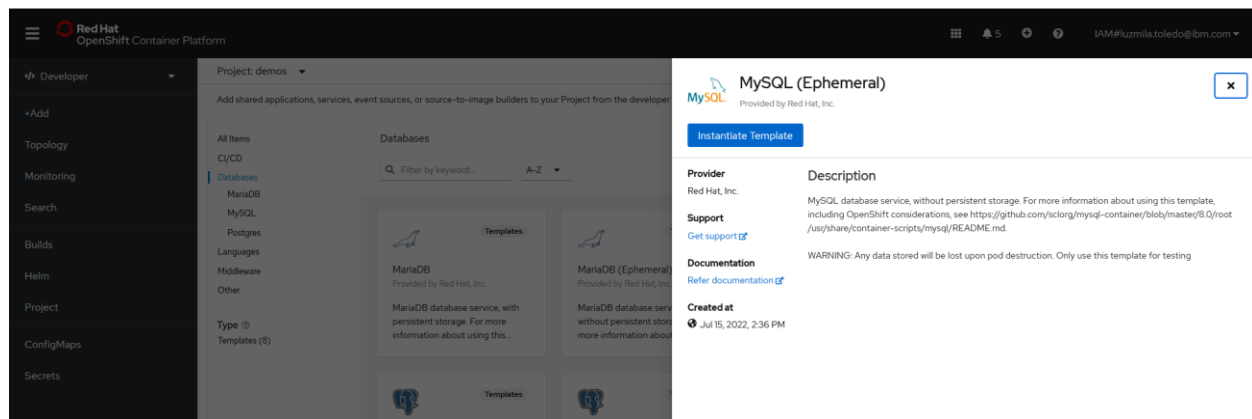 Red Hat
OpenShift Container Platform
5
IAM#luzmila.toledo@ibm.com
Developer
+Add
Topology
Monitoring
Search
Builds
Helm
Project
ConfigMaps
Secrets
Project: demos
Add shared applications, services, event sources, or source-to-image builders to your Project from the developer
All Items
CI/CD
Databases
MariaDB
MySQL
Postgres
Languages
Middleware
Other
Type
Templates (8)
Databases
Filter by keyword...
A-Z
Templates
MariaDB
Provided by Red Hat, Inc.
MariaDB database service, with
persistent storage. For more
information about using this...
MariaDB (Ephemeral)
Provided by Red Hat, Inc.
MariaDB database serv
without persistent stora
more information about
Templates
MySQL
MySQL (Ephemeral)
Provided by Red Hat, Inc.
Instantiate Template
Provider
Red Hat, Inc.
Support
Get support
Documentation
Refer documentation
Created at
Jul 15, 2022, 2:36 PM
Description
MySQL database service, without persistent storage. For more information about using this template,
including OpenShift considerations, see https://github.com/sclorg/mysql-container/blob/master/8.0/root
/usr/share/container-scripts/mysql/README.md.
WARNING: Any data stored will be lost upon pod destruction. Only use this template for testing